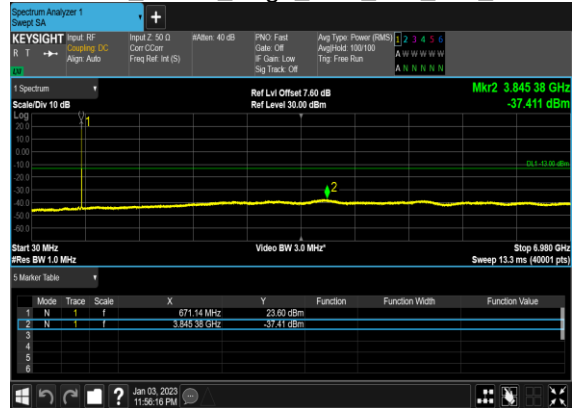 Spectrum Analyzer 1
Swept SA
KEYSIGHT Input: RF Input Z: 50 Ω #Atten: 40 dB PNO: Fast Avg Type: Power (RMS) 1 2 3 4 5 6
R T Coupling: DC Corr CCorr Gate: Off Avg|Hold: 100/100 A W W W W W
Align: Auto Freq Ref: Int (S) IF Gain: Low Trig: Free Run
Sig Track: Off A N N N N N
1 Spectrum Ref Lvl Offset 7.60 dB Mkr2 3.845 38 GHz
Scale/Div 10 dB Ref Level 30.00 dBm -37.411 dBm
Log
1
20.0
10.0
0.00
-10.0
DL1 -13.00 dBm
-20.0
-30.0
2
-40.0
-50.0
-60.0
Start 30 MHz Video BW 3.0 MHz* Stop 6.980 GHz
#Res BW 1.0 MHz Sweep 13.3 ms (40001 pts)
5 Marker Table
Mode Trace Scale X Y Function Function Width Function Value
1 N 1 f 671.14 MHz 23.60 dBm
2 N 1 f 3.845 38 GHz -37.41 dBm
3
4
5
6
? Jan 03, 2023
11:56:16 PM